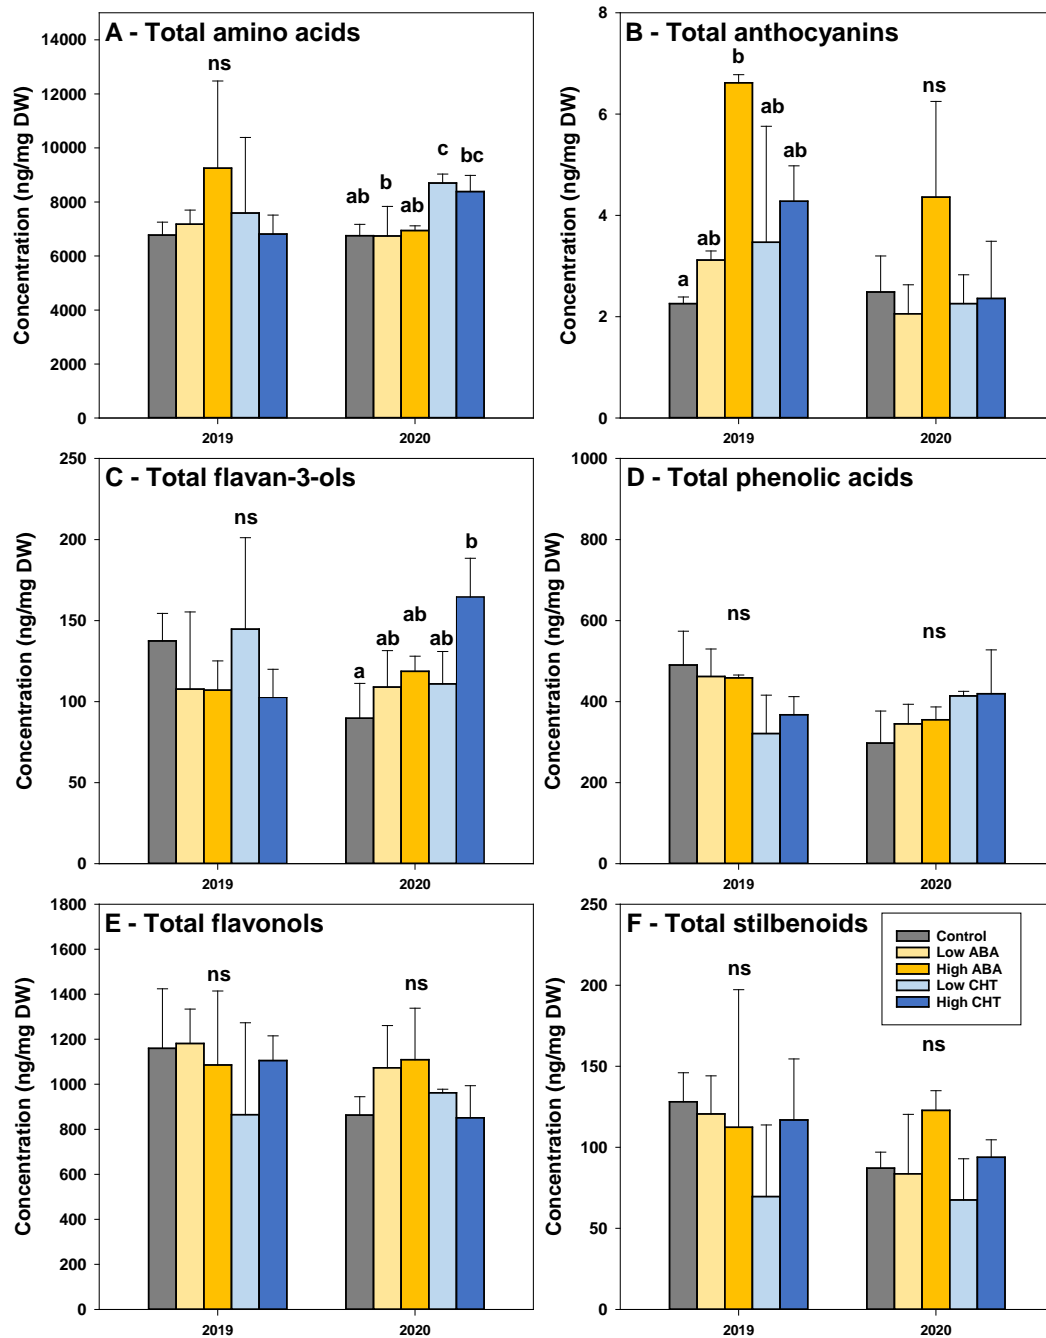 A - Total amino acids
Concentration (ng/mg DW)
14000
12000
10000
8000
6000
4000
2000
0
ns
ab
b
ab
c
bc
2019
2020
B - Total anthocyanins
Concentration (ng/mg DW)
8
6
4
2
0
a
ab
b
ab
ab
ns
2019
2020
C - Total flavan-3-ols
Concentration (ng/mg DW)
250
200
150
100
50
0
ns
a
ab
ab
ab
b
2019
2020
D - Total phenolic acids
Concentration (ng/mg DW)
1000
800
600
400
200
0
ns
ns
2019
2020
E - Total flavonols
Concentration (ng/mg DW)
1800
1600
1400
1200
1000
800
600
400
200
0
ns
ns
2019
2020
F - Total stilbenoids
Concentration (ng/mg DW)
250
200
150
100
50
0
ns
ns
Control
Low ABA
High ABA
Low CHT
High CHT
2019
2020